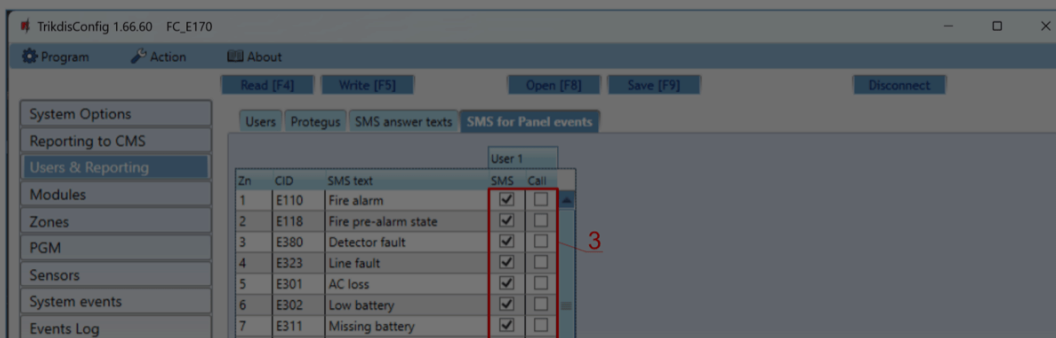 TrikdisConfig 1.66.60 FC_E170
Program Action About
Read [F4] Write [F5] Open [F8] Save [F9] Disconnect
System Options
Reporting to CMS
Users & Reporting
Modules
Zones
PGM
Sensors
System events
Events Log
Users Protegus SMS answer texts SMS for Panel events
User 1
Zn CID SMS text SMS Call
1 E110 Fire alarm
2 E118 Fire pre-alarm state
3 E380 Detector fault
4 E323 Line fault
5 E301 AC loss
6 E302 Low battery
7 E311 Missing battery
3